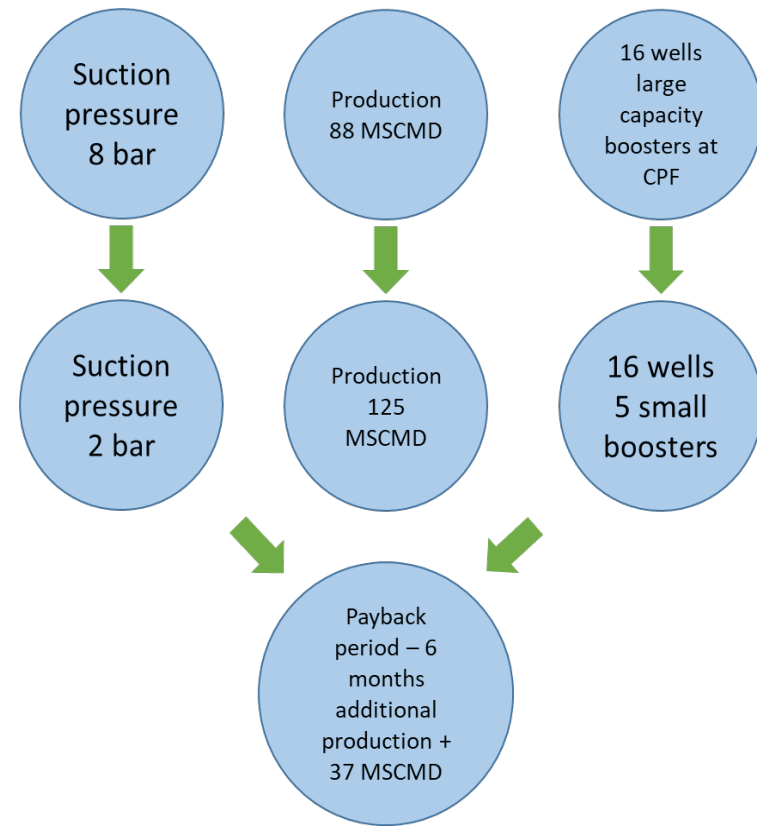 Suction
pressure
8 bar
Production
88 MSCMD
16 wells
large
capacity
boosters at
CPF
Suction
pressure
2 bar
Production
125
MSCMD
16 wells
5 small
boosters
Payback
period – 6
months
additional
production +
37 MSCMD